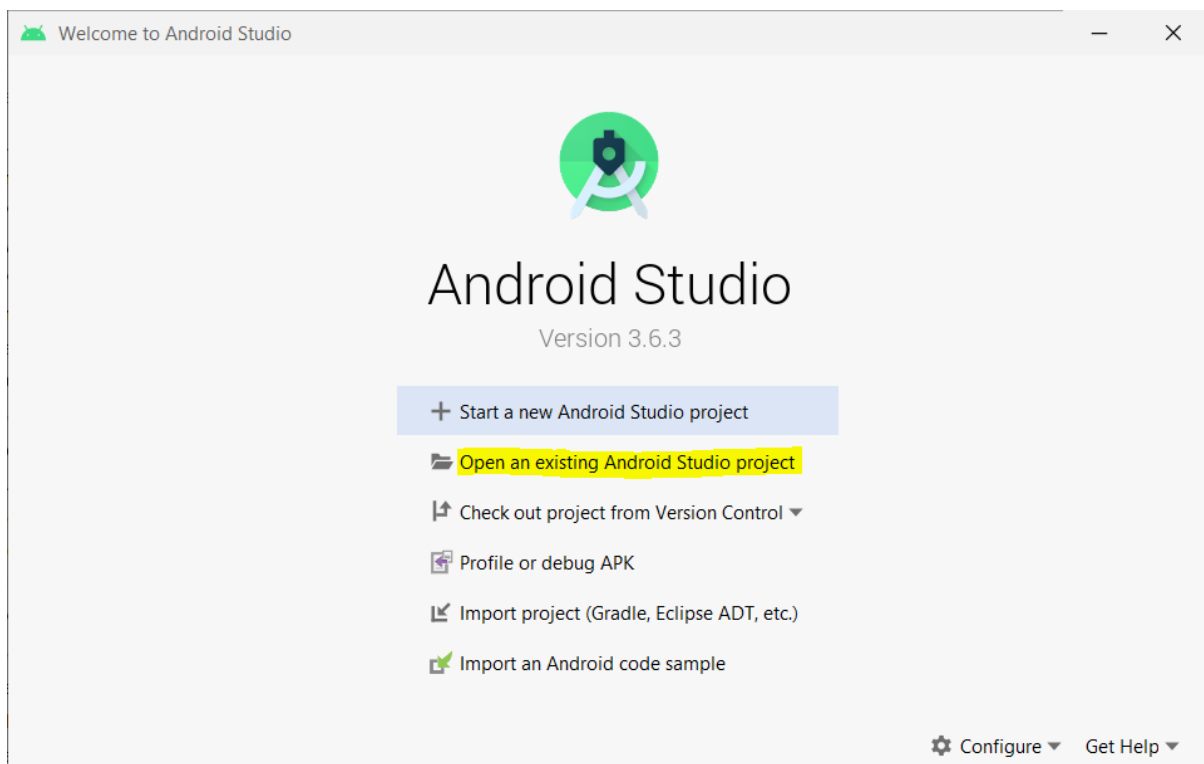 Welcome to Android Studio
Android Studio
Version 3.6.3
Start a new Android Studio project
Open an existing Android Studio project
Check out project from Version Control
Profile or debug APK
Import project (Gradle, Eclipse ADT, etc.)
Import an Android code sample
Configure Get Help